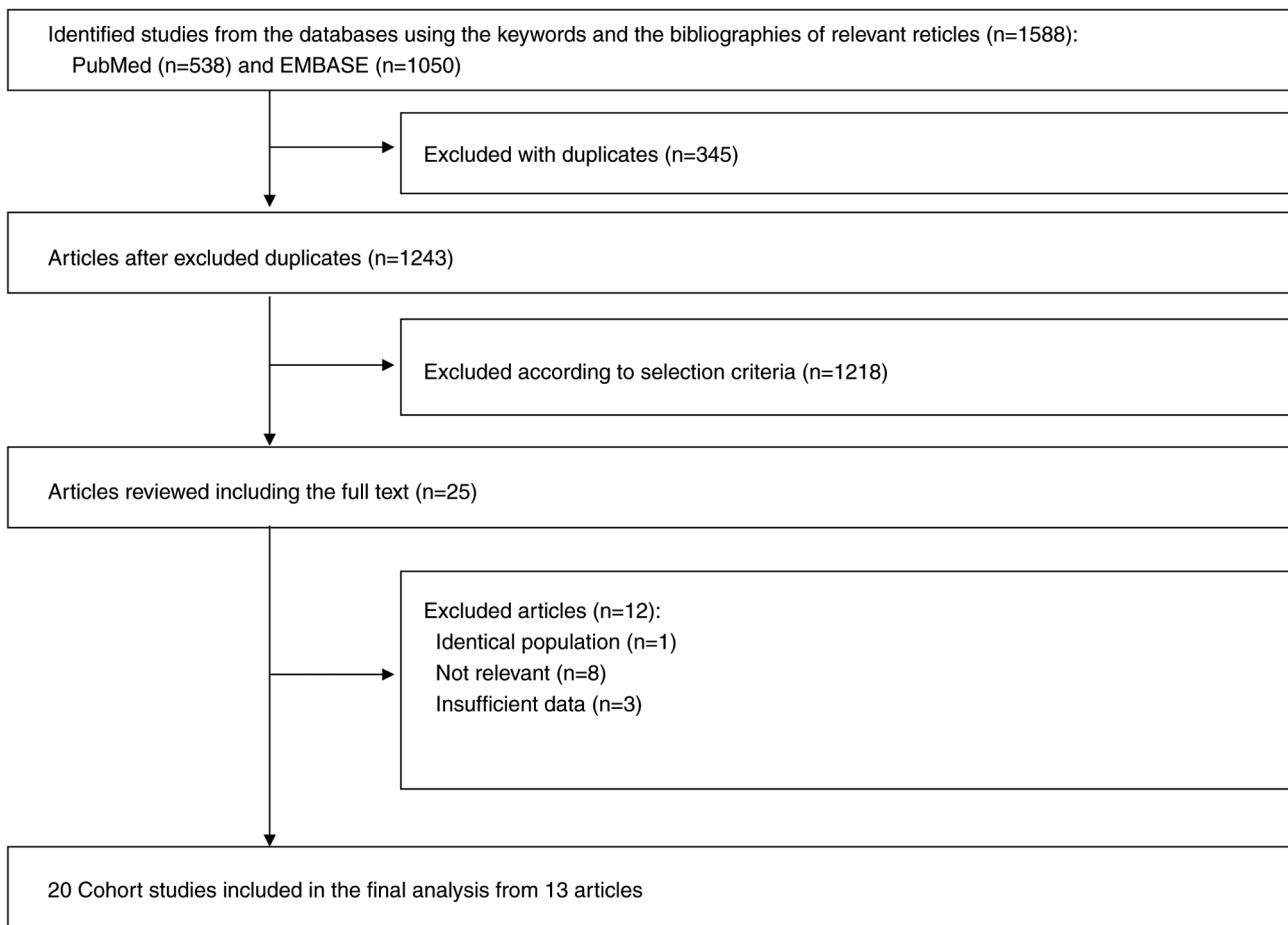 Identified studies from the databases using the keywords and the bibliographies of relevant reticles (n=1588):
PubMed (n=538) and EMBASE (n=1050)
Excluded with duplicates (n=345)
Articles after excluded duplicates (n=1243)
Excluded according to selection criteria (n=1218)
Articles reviewed including the full text (n=25)
Excluded articles (n=12):
Identical population (n=1)
Not relevant (n=8)
Insufficient data (n=3)
20 Cohort studies included in the final analysis from 13 articles